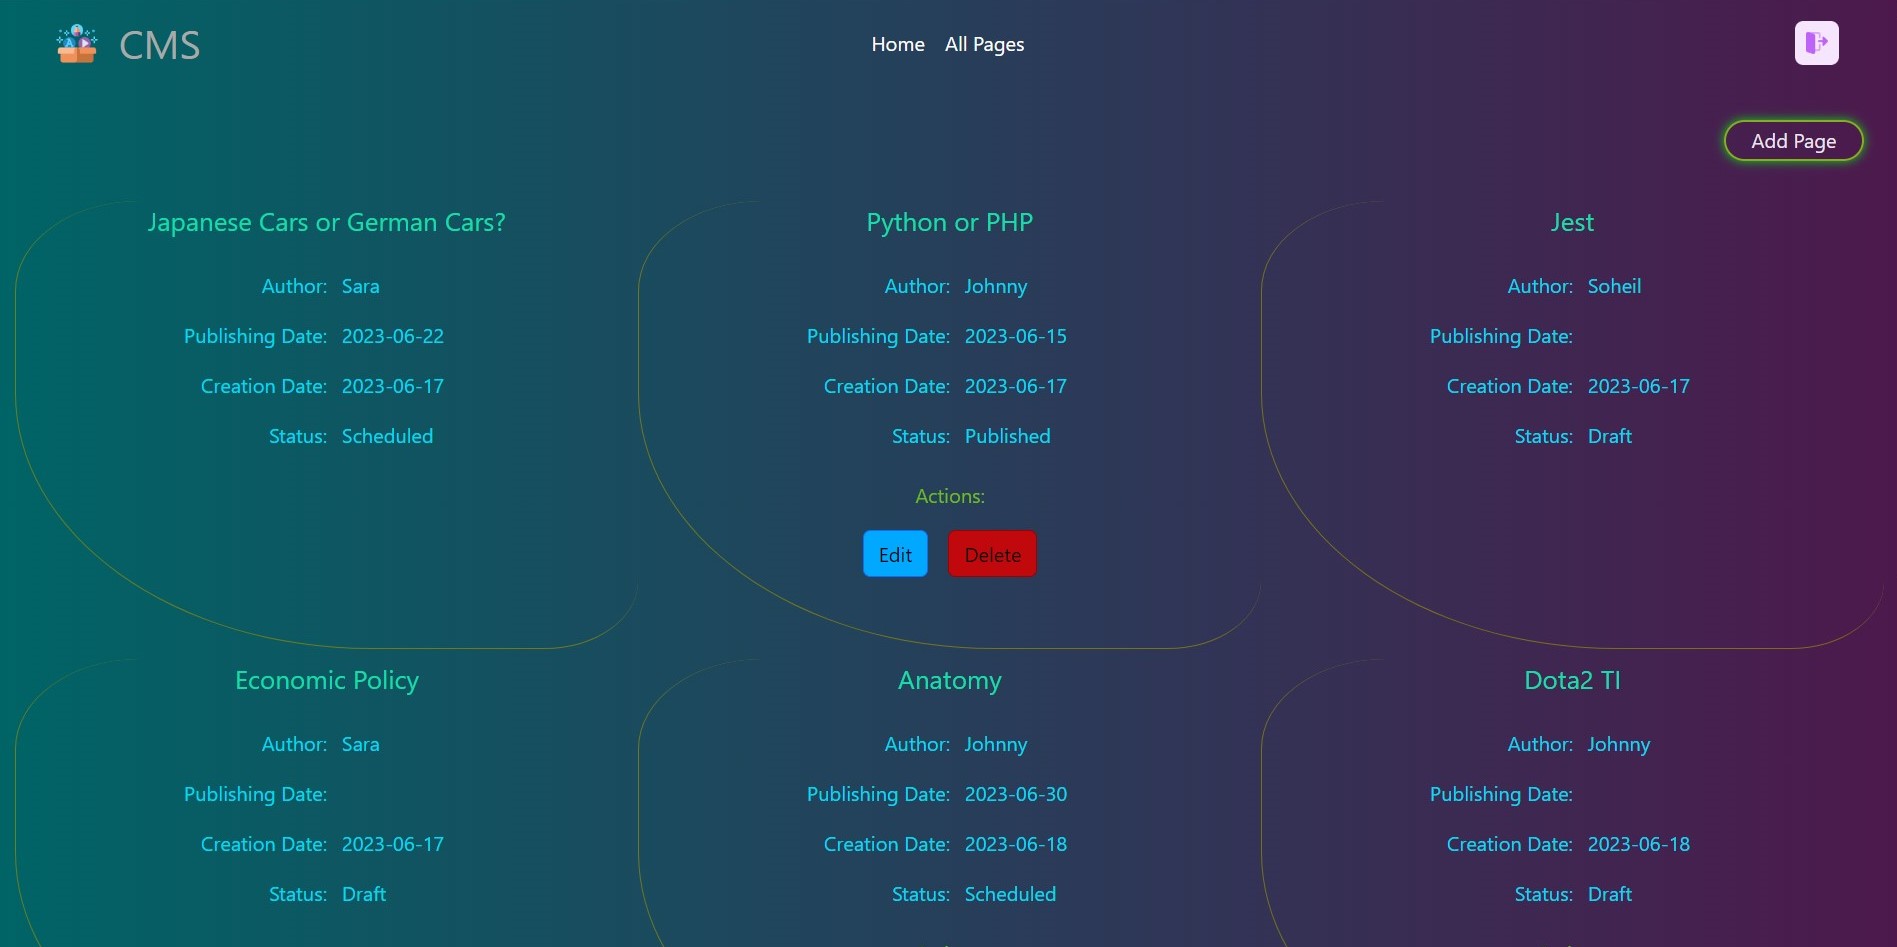 CMS
Home All Pages
Add Page
Japanese Cars or German Cars?
Author: Sara
Publishing Date: 2023-06-22
Creation Date: 2023-06-17
Status: Scheduled
Python or PHP
Author: Johnny
Publishing Date: 2023-06-15
Creation Date: 2023-06-17
Status: Published
Actions:
Edit Delete
Jest
Author: Soheil
Publishing Date:
Creation Date: 2023-06-17
Status: Draft
Economic Policy
Author: Sara
Publishing Date:
Creation Date: 2023-06-17
Status: Draft
Anatomy
Author: Johnny
Publishing Date: 2023-06-30
Creation Date: 2023-06-18
Status: Scheduled
Dota2 TI
Author: Johnny
Publishing Date:
Creation Date: 2023-06-18
Status: Draft